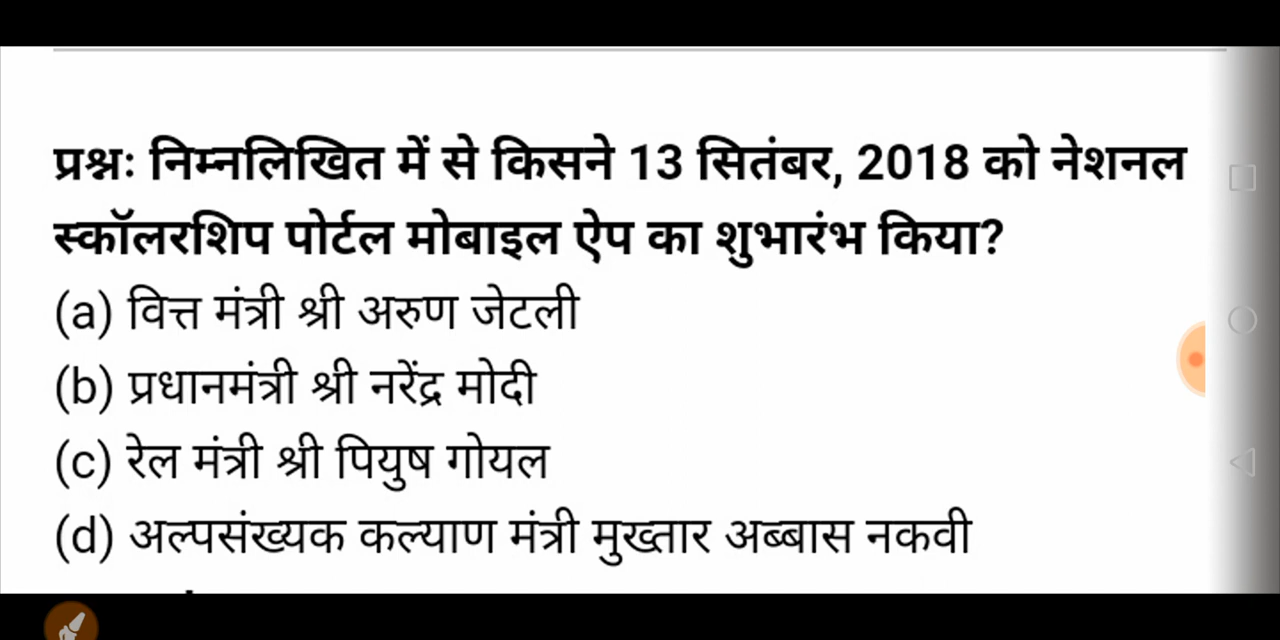 प्रश्नः निम्नलिखित में से किसने 13 सितंबर, 2018 को नेशनल
स्कॉलरशिप पोर्टल मोबाइल ऐप का शुभारंभ किया?
(a) वित्त मंत्री श्री अरुण जेटली
(b) प्रधानमंत्री श्री नरेंद्र मोदी
(c) रेल मंत्री श्री पियुष गोयल
(d) अल्पसंख्यक कल्याण मंत्री मुख्तार अब्बास नकवी